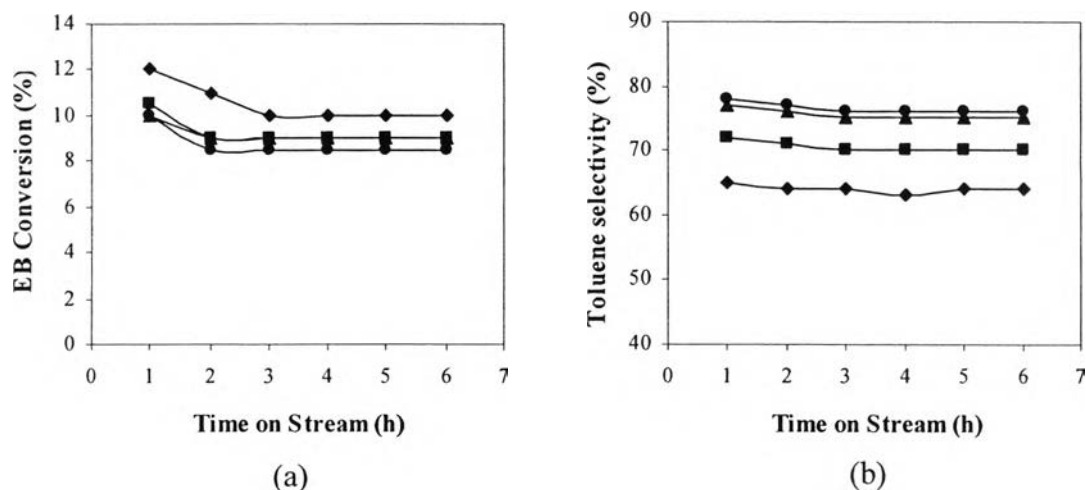 EB Conversion (%)
14
12
10
8
6
4
2
0
0 1 2 3 4 5 6 7
Time on Stream (h)
(a)
Toluene selectivity (%)
90
80
70
60
50
40
0 1 2 3 4 5 6 7
Time on Stream (h)
(b)